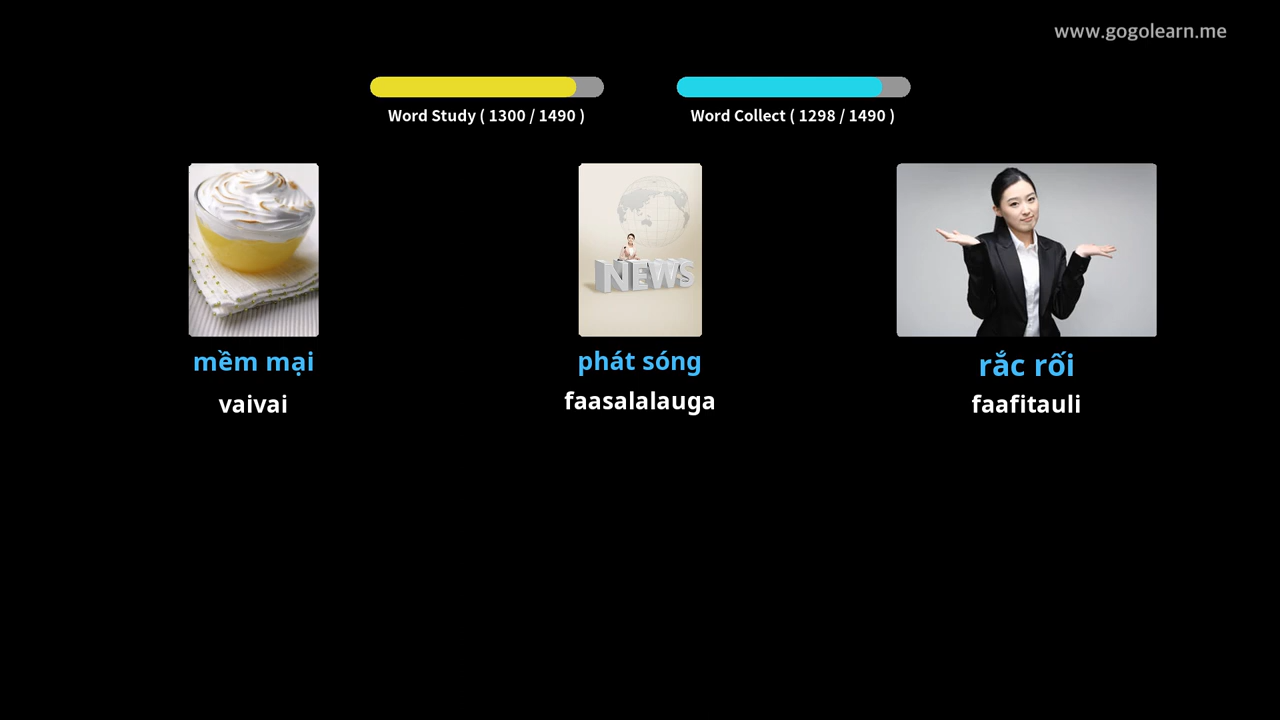 www.gogolearn.me
Word Study ( 1300 / 1490 )
Word Collect ( 1298 / 1490 )
NEWS
mềm mại
phát sóng
rắc rối
vaivai
faasalalauga
faafitauli